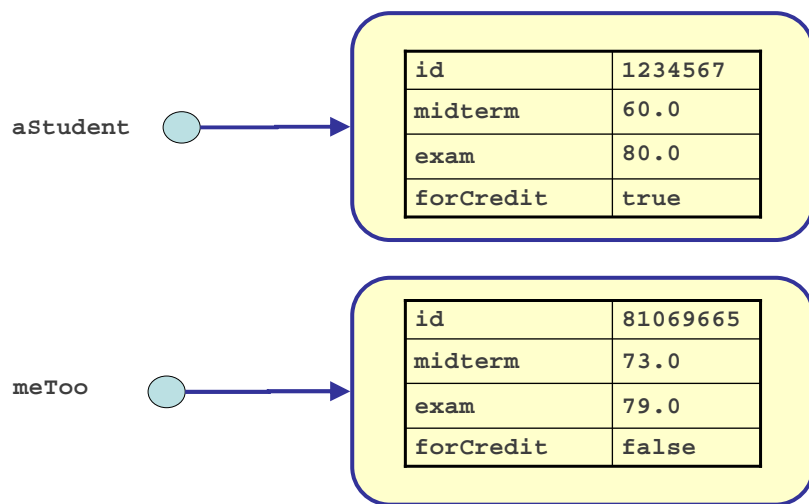 id 1234567
midterm 60.0
aStudent
exam 80.0
forCredit true
id 81069665
midterm 73.0
meToo
exam 79.0
forCredit false